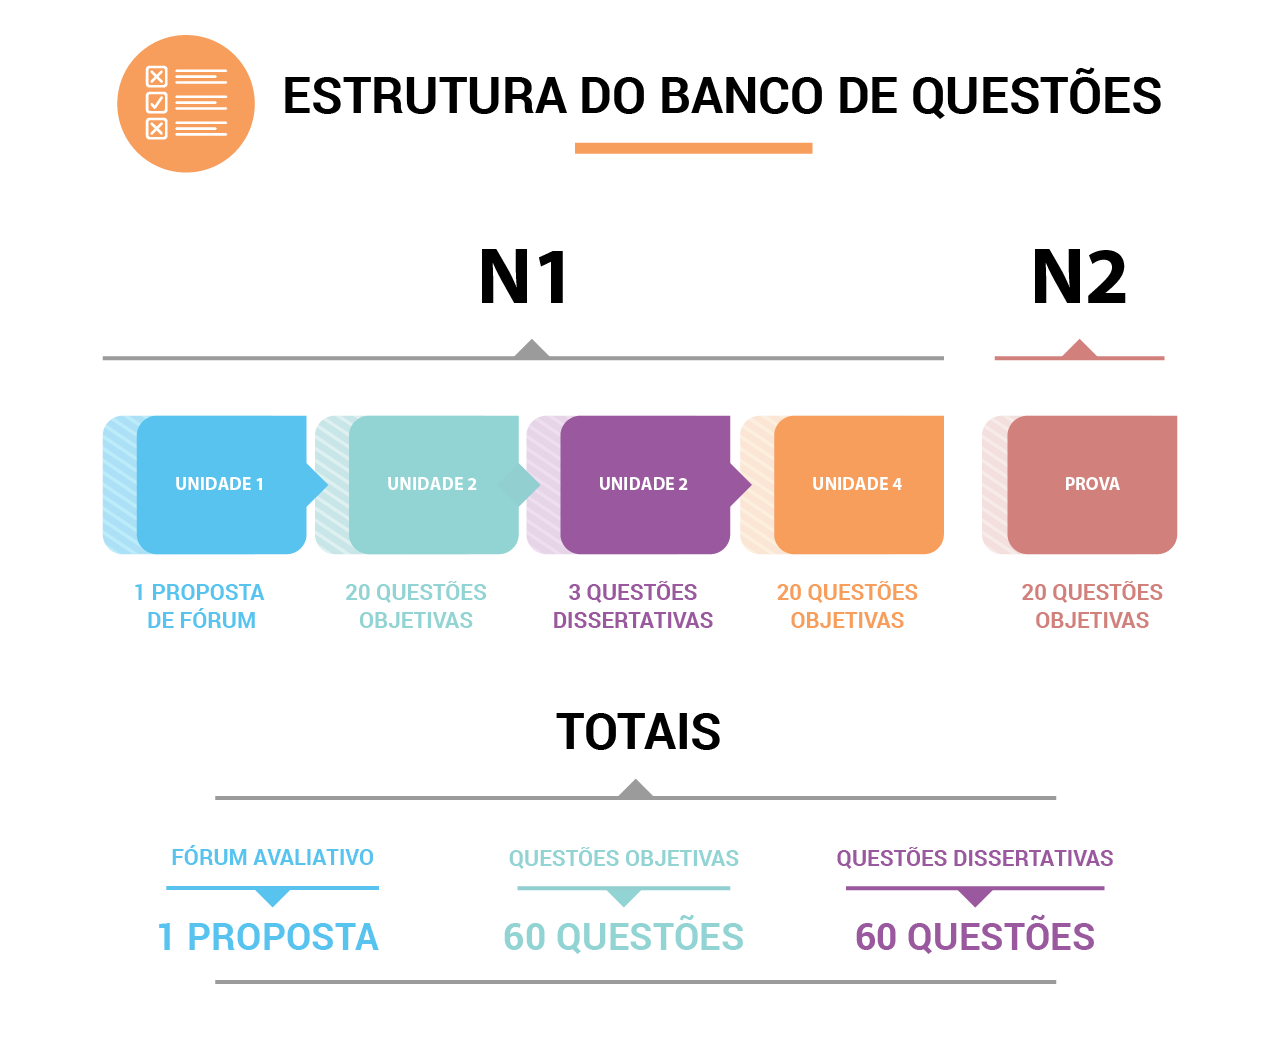 ESTRUTURA DO BANCO DE QUESTÕES
N1
N2
UNIDADE 1
UNIDADE 2
UNIDADE 2
UNIDADE 4
PROVA
1 PROPOSTA
DE FÓRUM
20 QUESTÕES
OBJETIVAS
3 QUESTÕES
DISSERTATIVAS
20 QUESTÕES
OBJETIVAS
20 QUESTÕES
OBJETIVAS
TOTAIS
FÓRUM AVALIATIVO
1 PROPOSTA
QUESTÕES OBJETIVAS
60 QUESTÕES
QUESTÕES DISSERTATIVAS
60 QUESTÕES